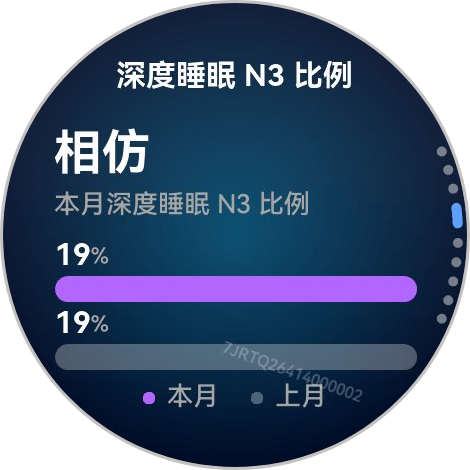 深度睡眠 N3 比例
相仿
本月深度睡眠 N3 比例
19%
19%
7JRTQ26414000002
本月 上月